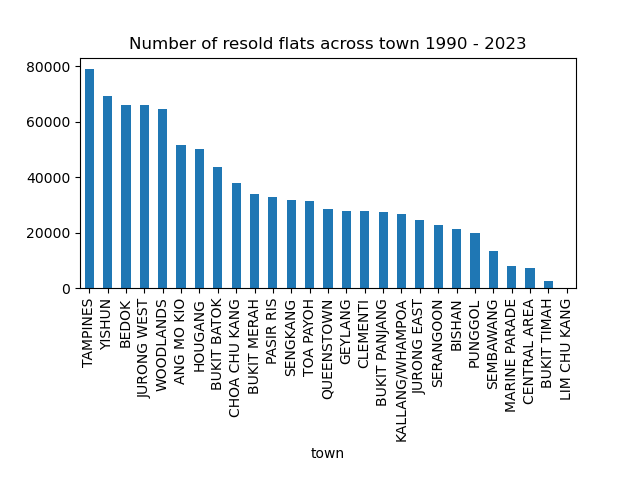 Number of resold flats across town 1990 - 2023
80000
60000
40000
20000
0
TAMPINES
YISHUN
BEDOK
JURONG WEST
WOODLANDS
ANG MO KIO
HOUGANG
BUKIT BATOK
CHOA CHU KANG
BUKIT MERAH
PASIR RIS
SENGKANG
TOA PAYOH
QUEENSTOWN
GEYLANG
CLEMENTI
BUKIT PANJANG
KALLANG/WHAMPOA
JURONG EAST
SERANGOON
BISHAN
PUNGGOL
SEMBAWANG
MARINE PARADE
CENTRAL AREA
BUKIT TIMAH
LIM CHU KANG
town